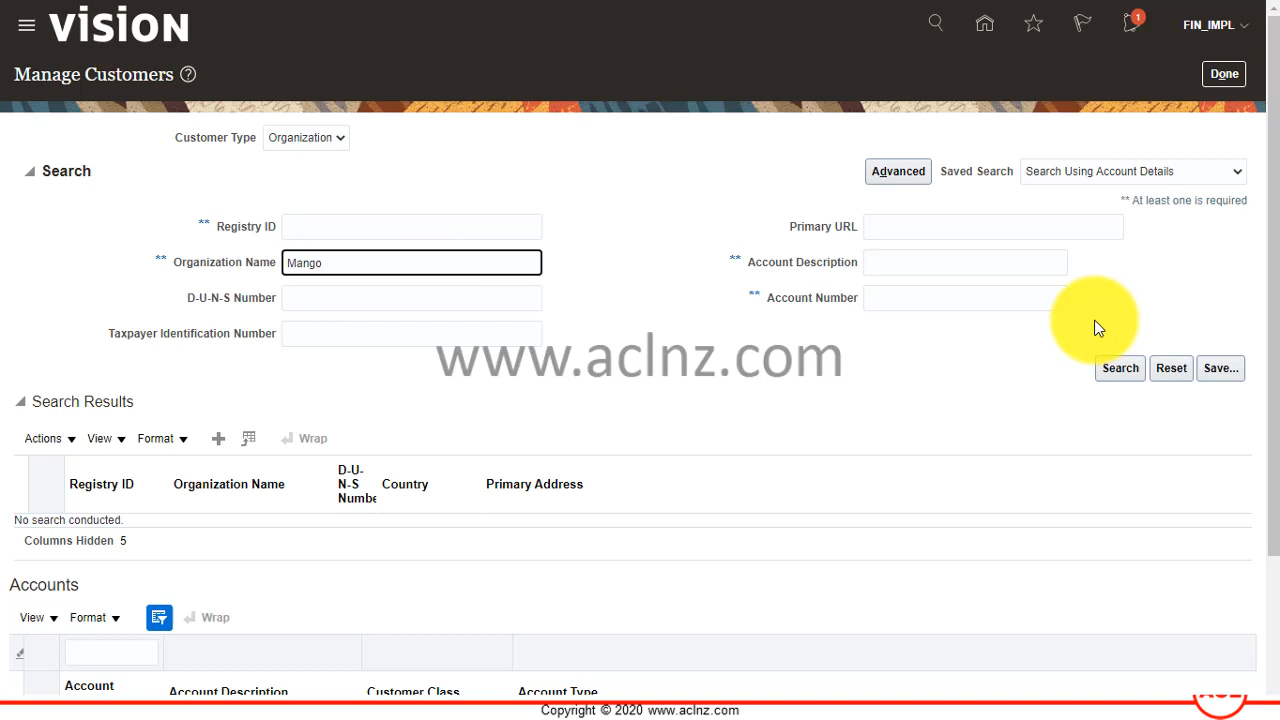 vision
1
FIN_IMPL
Manage Customers ?
Done
Customer Type Organization
Search
Advanced Saved Search Search Using Account Details
** At least one is required
** Registry ID
Primary URL
** Organization Name Mango
** Account Description
D-U-N-S Number
** Account Number
Taxpayer Identification Number
www.aclnz.com
Search Reset Save...
Search Results
Actions View Format Wrap
Registry ID Organization Name D-U-N-S Numbe Country Primary Address
No search conducted.
Columns Hidden 5
Accounts
View Format Wrap
Account Account Description Customer Class Account Type
ACL
Copyright © 2020 www.aclnz.com